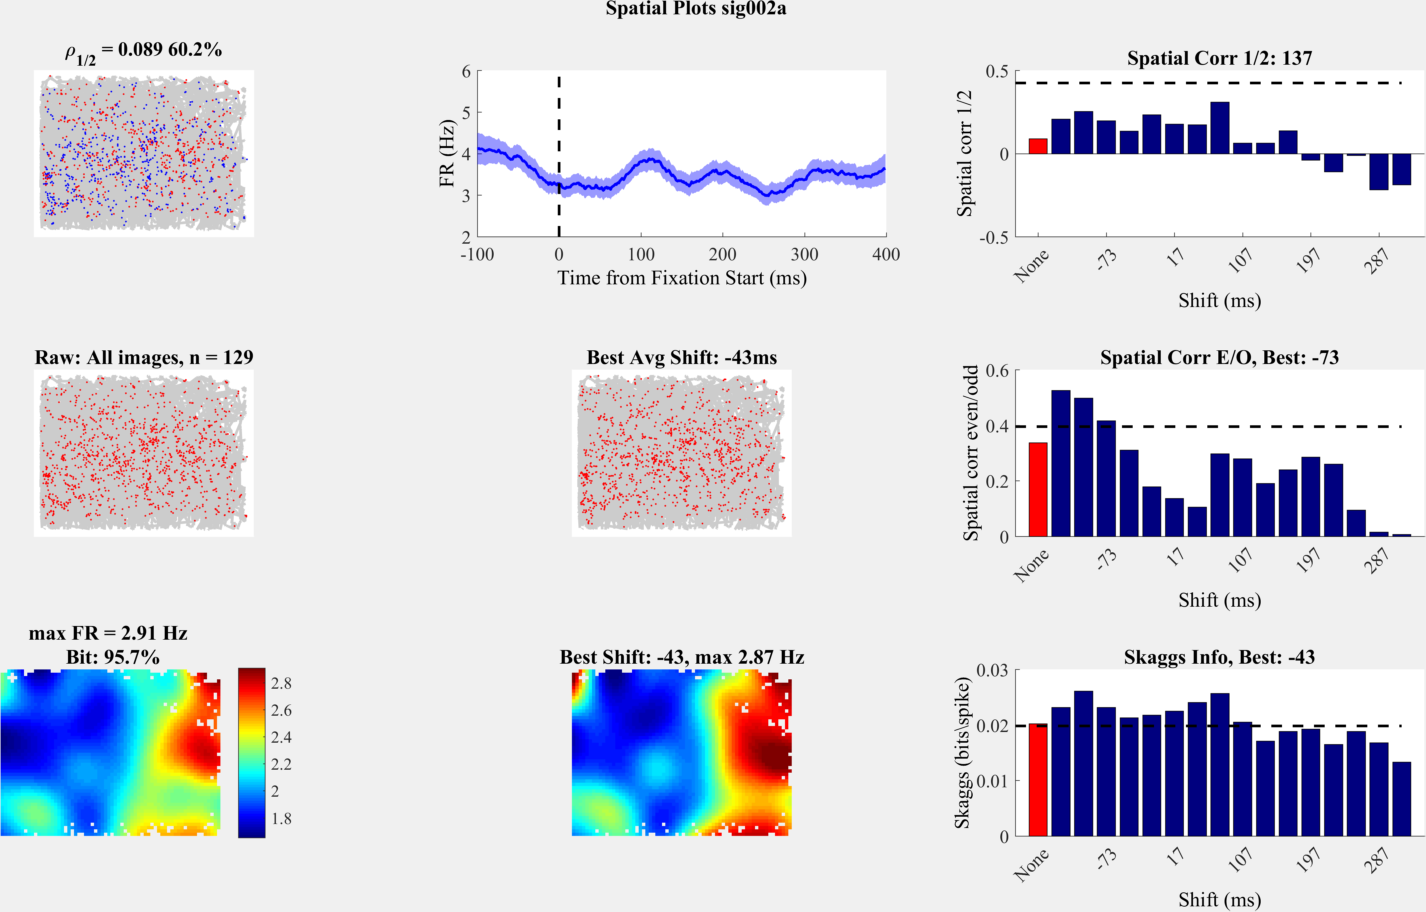 Spatial Plots sig002a
ρ1/2 = 0.089 60.2%
6
5
4
3
2
FR (Hz)
-100
0
100
200
300
400
Time from Fixation Start (ms)
Spatial Corr 1/2: 137
0.5
0
-0.5
Spatial corr 1/2
None
-73
17
107
197
287
Shift (ms)
Raw: All images, n = 129
Best Avg Shift: -43ms
Spatial Corr E/O, Best: -73
0.6
0.4
0.2
0
Spatial corr even/odd
None
-73
17
107
197
287
Shift (ms)
max FR = 2.91 Hz
Bit: 95.7%
2.8
2.6
2.4
2.2
2
1.8
Best Shift: -43, max 2.87 Hz
Skaggs Info, Best: -43
0.03
0.02
0.01
0
Skaggs (bits\spike)
None
-73
17
107
197
287
Shift (ms)